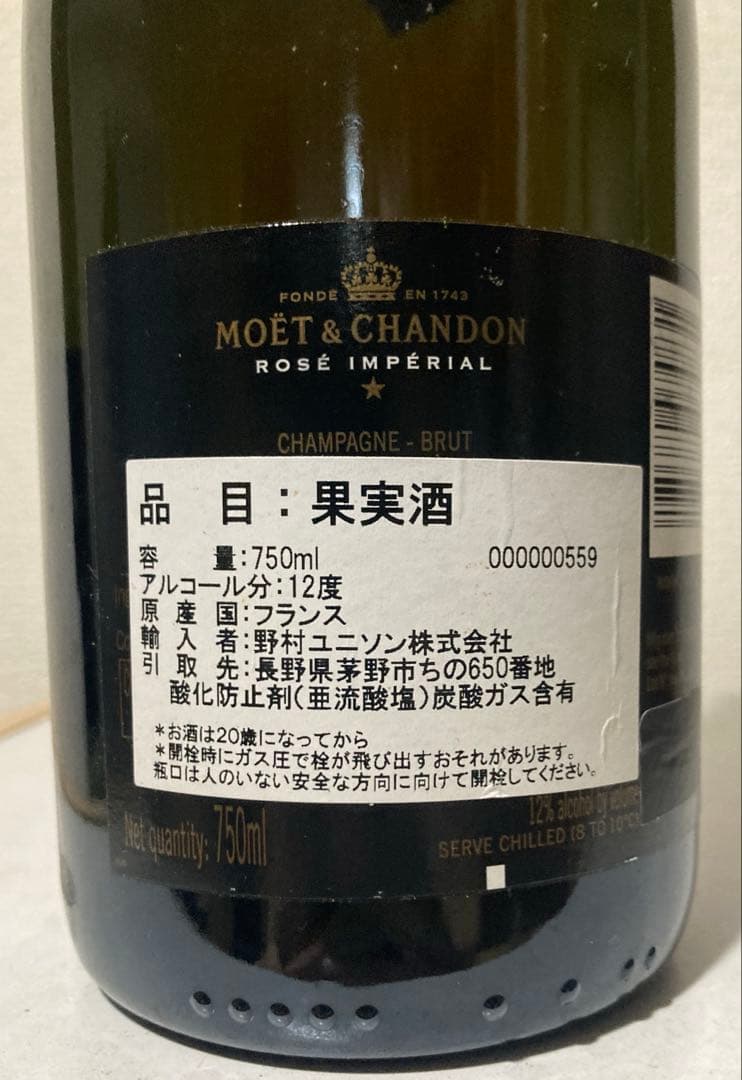 FONDÉ EN 1743
MOËT & CHANDON
ROSÉ IMPÉRIAL
CHAMPAGNE - BRUT
品 目：果実酒
容 量：750ml 000000559
アルコール分：12度
原 産 国：フランス
輸 入 者：野村ユニソン株式会社
引 取 先：長野県茅野市ちの650番地
酸化防止剤（亜流酸塩）炭酸ガス含有
＊お酒は20歳になってから
＊開栓時にガス圧で栓が飛び出すおそれがあります。
瓶口は人のいない安全な方向に向けて開栓してください。
Net quantity: 750ml
12% alcohol by volume
SERVE CHILLED (8 TO 10°C)